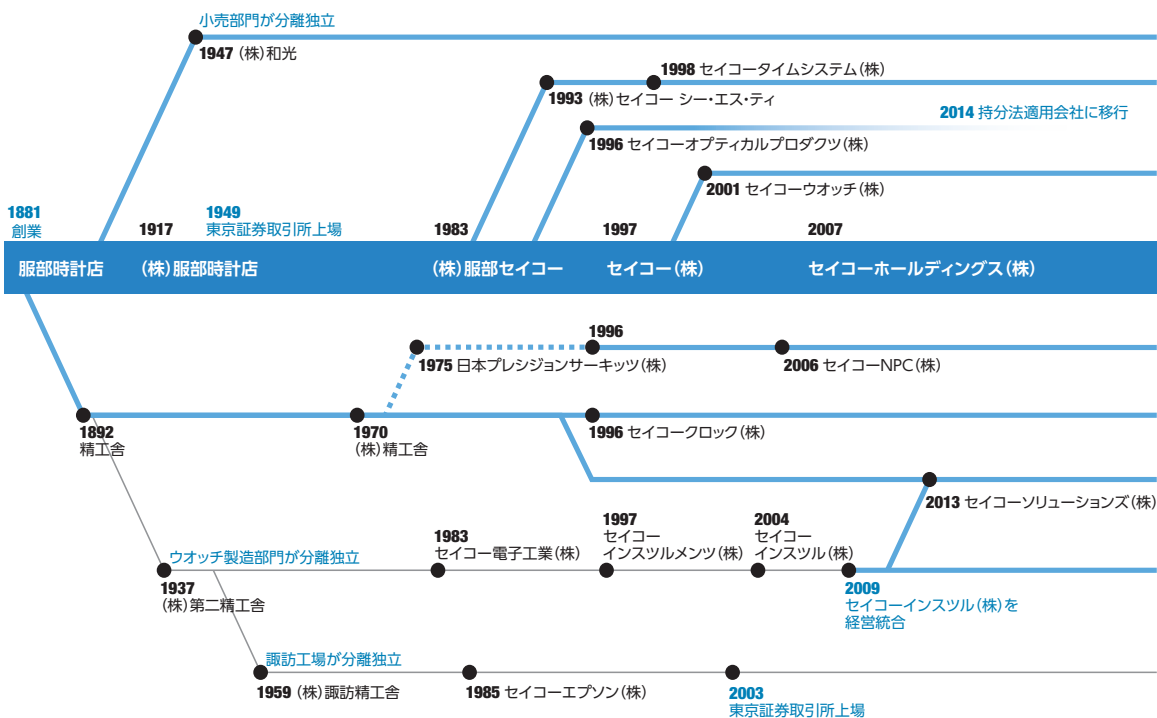 小売部門が分離独立
1947 (株)和光
1998 セイコータイムシステム(株)
1993 (株)セイコー シー・エス・ティ
2014 持分法適用会社に移行
1996 セイコーオプティカルプロダクツ(株)
2001 セイコーウオッチ(株)
1881
創業
1917
1949
東京証券取引所上場
1983
1997
2007
服部時計店
(株)服部時計店
(株)服部セイコー
セイコー(株)
セイコーホールディングス(株)
1996
1975 日本プレシジョンサーキッツ(株)
2006 セイコーNPC(株)
1892
精工舎
1970
(株)精工舎
1996 セイコークロック(株)
2013 セイコーソリューションズ(株)
ウオッチ製造部門が分離独立
1937
(株)第二精工舎
1983
セイコー電子工業(株)
1997
セイコー
インスツルメンツ(株)
2004
セイコー
インスツル(株)
2009
セイコーインスツル(株)を
経営統合
諏訪工場が分離独立
1959 (株)諏訪精工舎
1985 セイコーエプソン(株)
2003
東京証券取引所上場